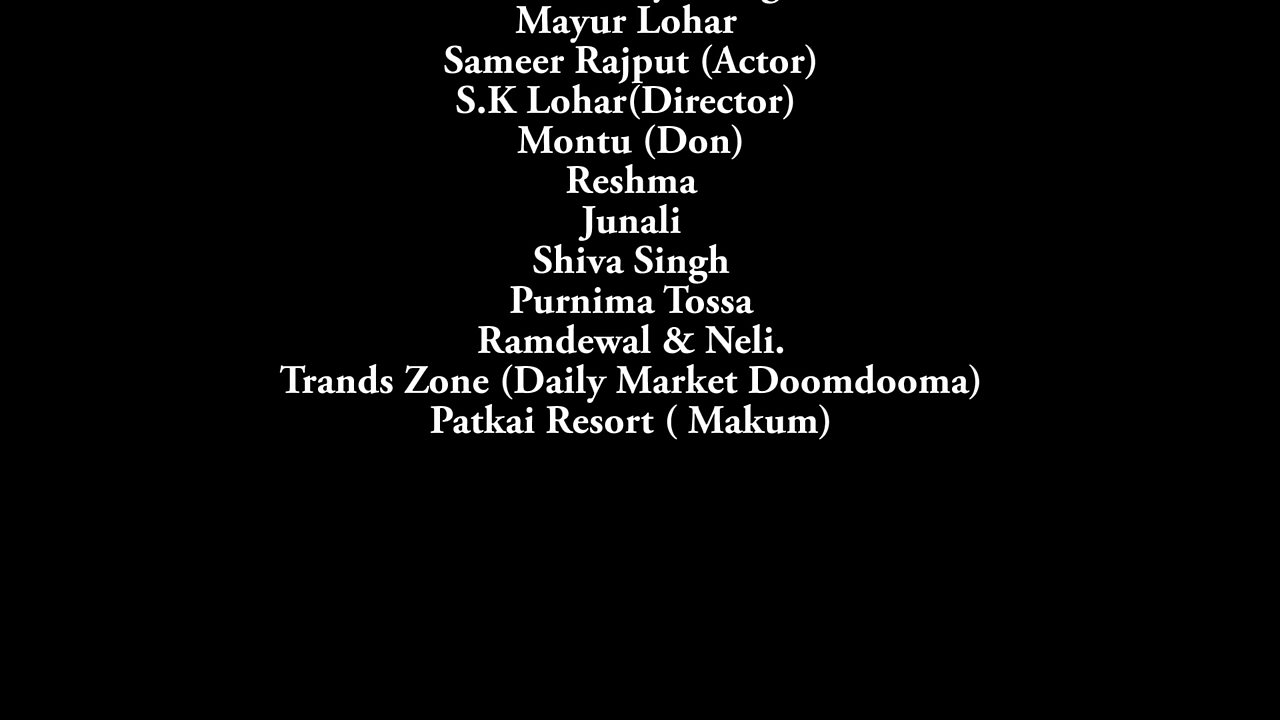 Mayur Lohar
Sameer Rajput (Actor)
S.K Lohar(Director)
Montu (Don)
Reshma
Junali
Shiva Singh
Purnima Tossa
Ramdewal & Neli.
Trands Zone (Daily Market Doomdooma)
Patkai Resort ( Makum)